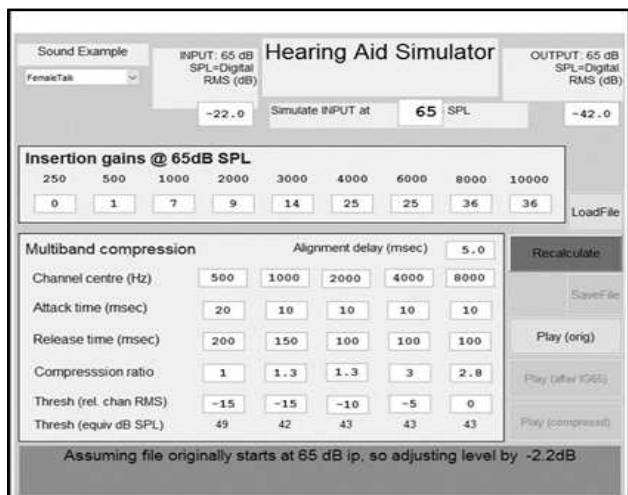 Sound Example
FemaleTalk
INPUT: 65 dB
SPL=Digital
RMS (dB)
-22.0
Hearing Aid Simulator
Simulate INPUT at 65 SPL
OUTPUT: 65 dB
SPL=Digital
RMS (dB)
-42.0
Insertion gains @ 65dB SPL
250 500 1000 2000 3000 4000 6000 8000 10000
0 1 7 9 14 25 25 36 36
LoadFile
Multiband compression Alignment delay (msec) 5.0
Channel centre (Hz) 500 1000 2000 4000 8000
Attack time (msec) 20 10 10 10 10
Release time (msec) 200 150 100 100 100
Compresssion ratio 1 1.3 1.3 3 2.8
Thresh (rel. chan RMS) -15 -15 -10 -5 0
Thresh (equiv dB SPL) 49 42 43 43 43
Recalculate
SaveFile
Play (orig)
Play (after IG65)
Play (compressd)
Assuming file originally starts at 65 dB ip, so adjusting level by -2.2dB